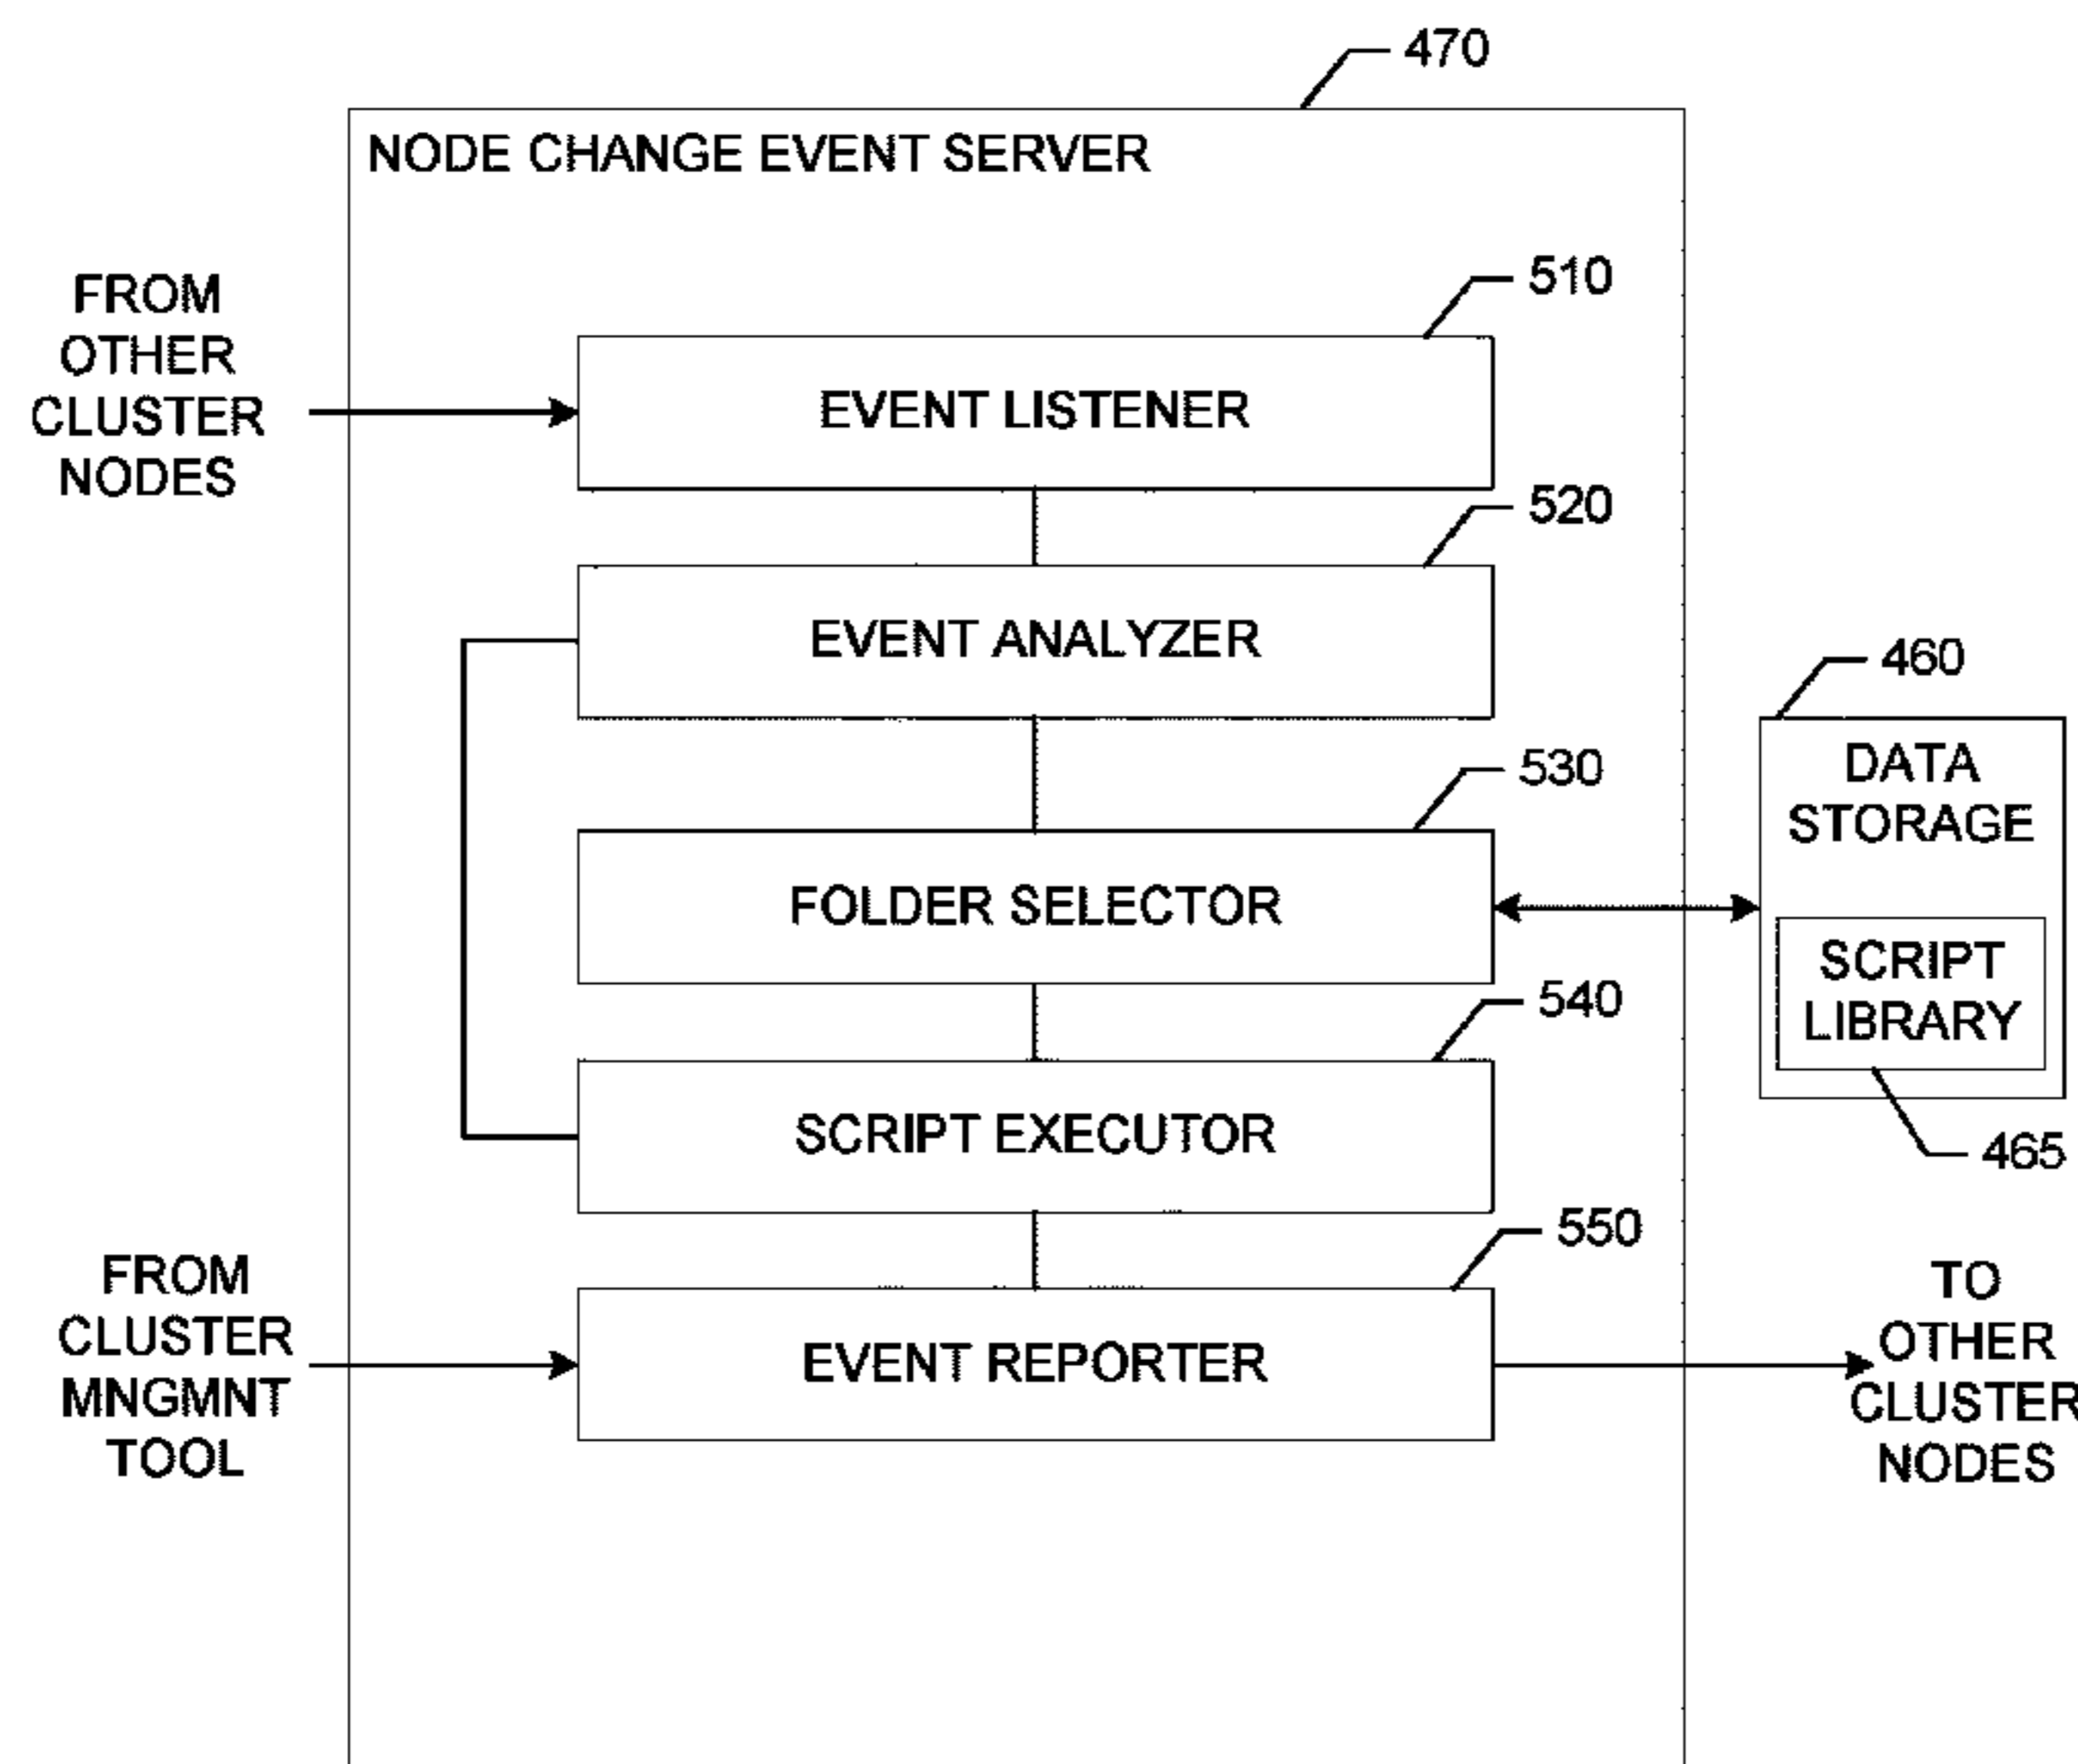 470
NODE CHANGE EVENT SERVER
FROM
OTHER
CLUSTER
NODES
510
EVENT LISTENER
520
EVENT ANALYZER
530
FOLDER SELECTOR
460
DATA
STORAGE
SCRIPT
LIBRARY
465
540
SCRIPT EXECUTOR
550
FROM
CLUSTER
MNGMNT
TOOL
EVENT REPORTER
TO
OTHER
CLUSTER
NODES